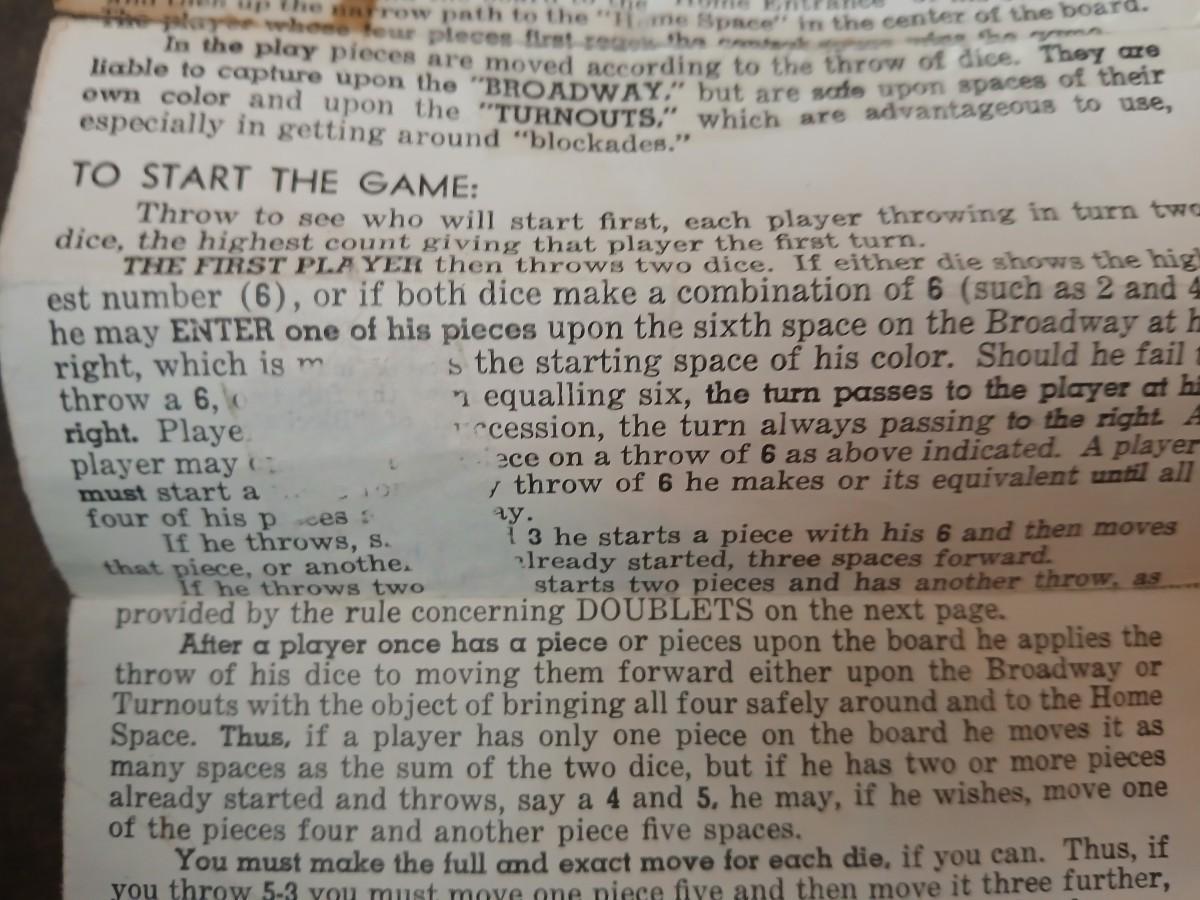 up the narrow path to the "Home Space" in the center of the board.
The player whose four pieces first reach the
In the play pieces are moved according to the throw of dice. They are
liable to capture upon the "BROADWAY," but are safe upon spaces of their
own color and upon the "TURNOUTS," which are advantageous to use,
especially in getting around "blockades."
TO START THE GAME:
Throw to see who will start first, each player throwing in turn two
dice, the highest count giving that player the first turn.
THE FIRST PLAYER then throws two dice. If either die shows the high
est number (6), or if both dice make a combination of 6 (such as 2 and 4
he may ENTER one of his pieces upon the sixth space on the Broadway at h
right, which is the starting space of his color. Should he fail
throw a 6, equalling six, the turn passes to the player at hi
right. Playe ccession, the turn always passing to the right. A
player may ece on a throw of 6 as above indicated. A player
must start a throw of 6 he makes or its equivalent until all
four of his p ces ay.
If he throws, s. 3 he starts a piece with his 6 and then moves
that piece, or another already started, three spaces forward.
If he throws two starts two pieces and has another throw, as
provided by the rule concerning DOUBLETS on the next page.
After a player once has a piece or pieces upon the board he applies the
throw of his dice to moving them forward either upon the Broadway or
Turnouts with the object of bringing all four safely around and to the Home
Space. Thus, if a player has only one piece on the board he moves it as
many spaces as the sum of the two dice, but if he has two or more pieces
already started and throws, say a 4 and 5, he may, if he wishes, move one
of the pieces four and another piece five spaces.
You must make the full and exact move for each die, if you can. Thus, if
you throw 5-3 you must move one piece five and then move it three further,